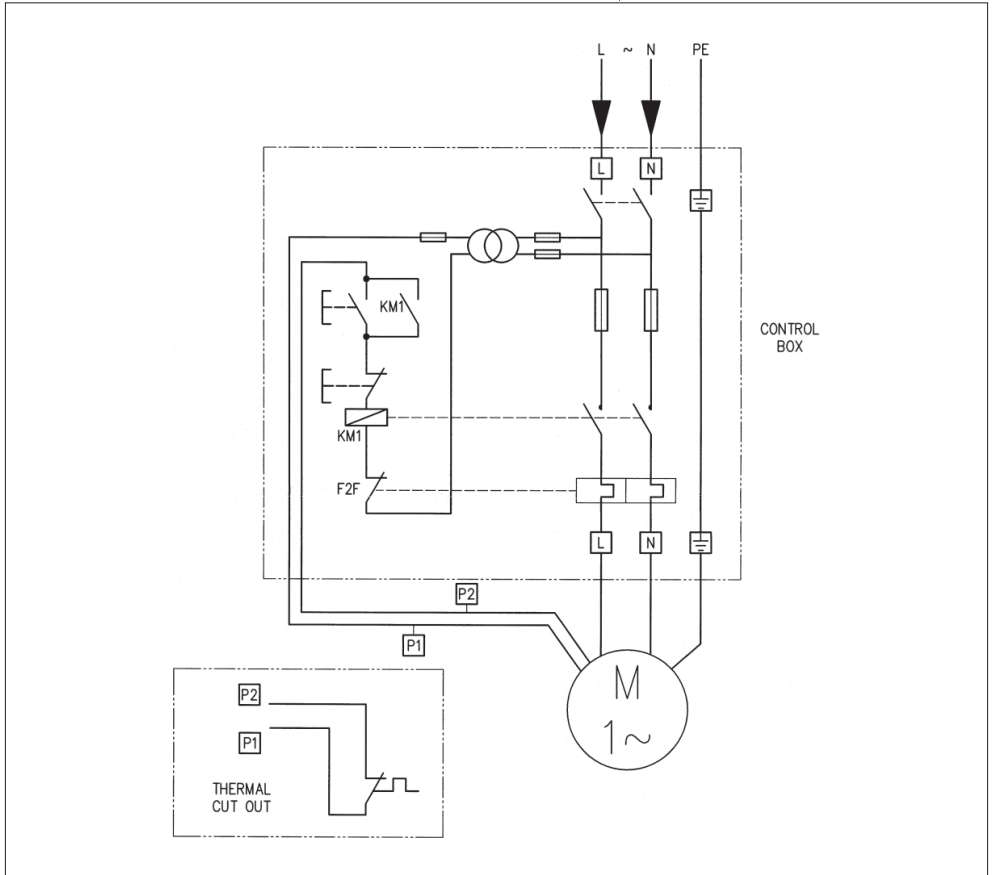 L ~ N PE
L N
KM1
CONTROL
BOX
KM1
F2F
L N
P2
P1
M
1~
P2
P1
THERMAL
CUT OUT